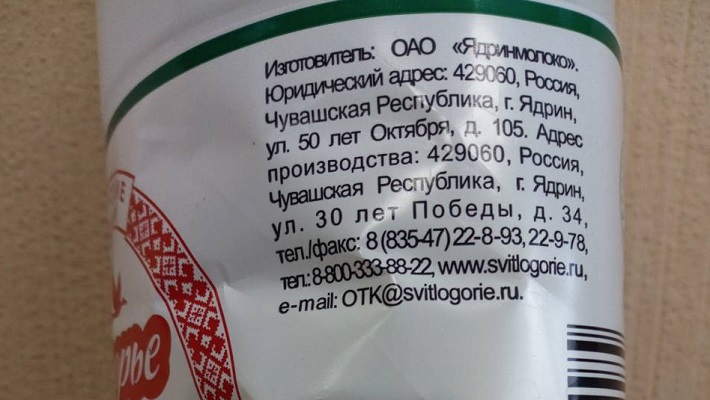 Изготовитель: ОАО «Ядринмолоко».
Юридический адрес: 429060, Россия,
Чувашская Республика, г. Ядрин,
ул. 50 лет Октября, д. 105. Адрес
производства: 429060, Россия,
Чувашская Республика, г. Ядрин,
ул. 30 лет Победы, д. 34,
тел./факс: 8 (835-47) 22-8-93, 22-9-78,
тел.: 8-800-333-88-22, www.svitlogorie.ru,
e-mail: OTK@svitlogorie.ru.